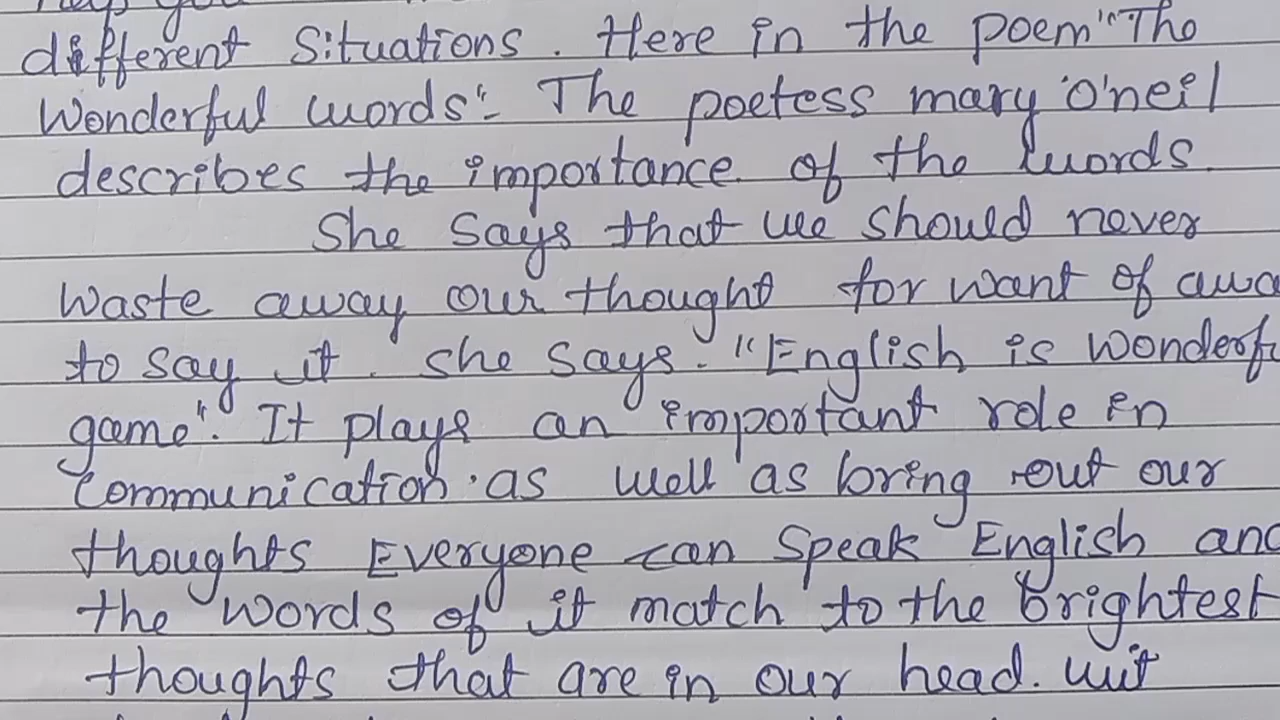 different Situations. Here in the poem "The
Wonderful words". The poetess mary O'neil
describes the importance of the words.
She Says that we should never
waste away our thought for want of
to say it. she says. "English is
game". It plays an important role in
Communication. as well as bring out our
thoughts Everyone can Speak English
the words of it match to the brightest
thoughts that are in our head.